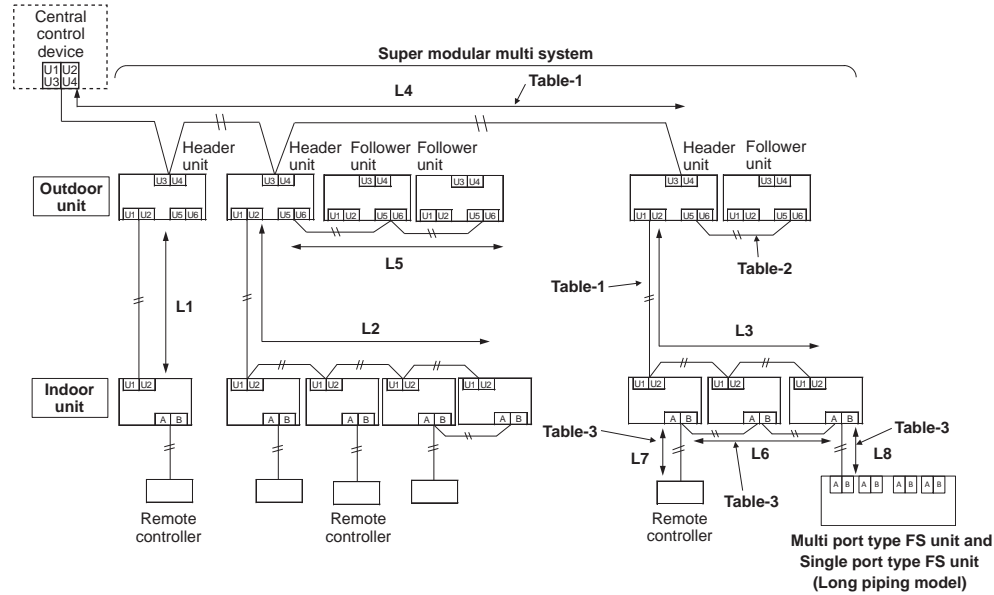 Central
control
device
U1 U2
U3 U4
Super modular multi system
L4
Table-1
Header
unit
Header
unit
Follower
unit
Follower
unit
Header
unit
Follower
unit
Outdoor
unit
U3 U4
U3 U4
U3 U4
U3 U4
U3 U4
U3 U4
U1 U2 U5 U6
U1 U2 U5 U6
U1 U2 U5 U6
U1 U2 U5 U6
U1 U2 U5 U6
U1 U2 U5 U6
L5
Table-2
Table-1
L1
L2
L3
Indoor
unit
U1 U2
U1 U2
U1 U2
U1 U2
U1 U2
U1 U2
U1 U2
U1 U2
A B
A B
A B
A B
A B
A B
A B
A B
Table-3
L7
L6
L8
Table-3
Table-3
A B A B A B A B
Remote
controller
Remote
controller
Remote
controller
Multi port type FS unit and
Single port type FS unit
(Long piping model)